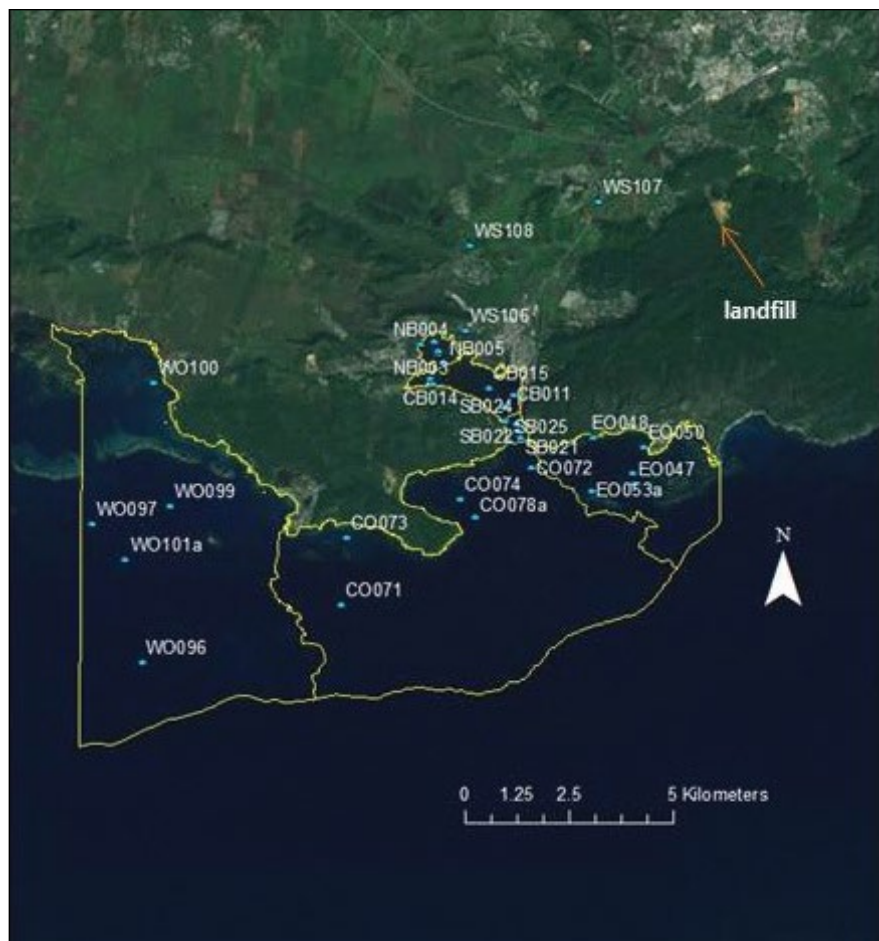 WS107
WS108
landfill
WS106
NB004
NB005
NB003
CB015
WO100
CB014
CB011
SB024
SB025
SB022
EO048
EO050
SB021
CO072
EO047
CO074
EO053a
WO099
WO097
CO078a
CO073
N
WO101a
CO071
WO096
0 1.25 2.5 5 Kilometers